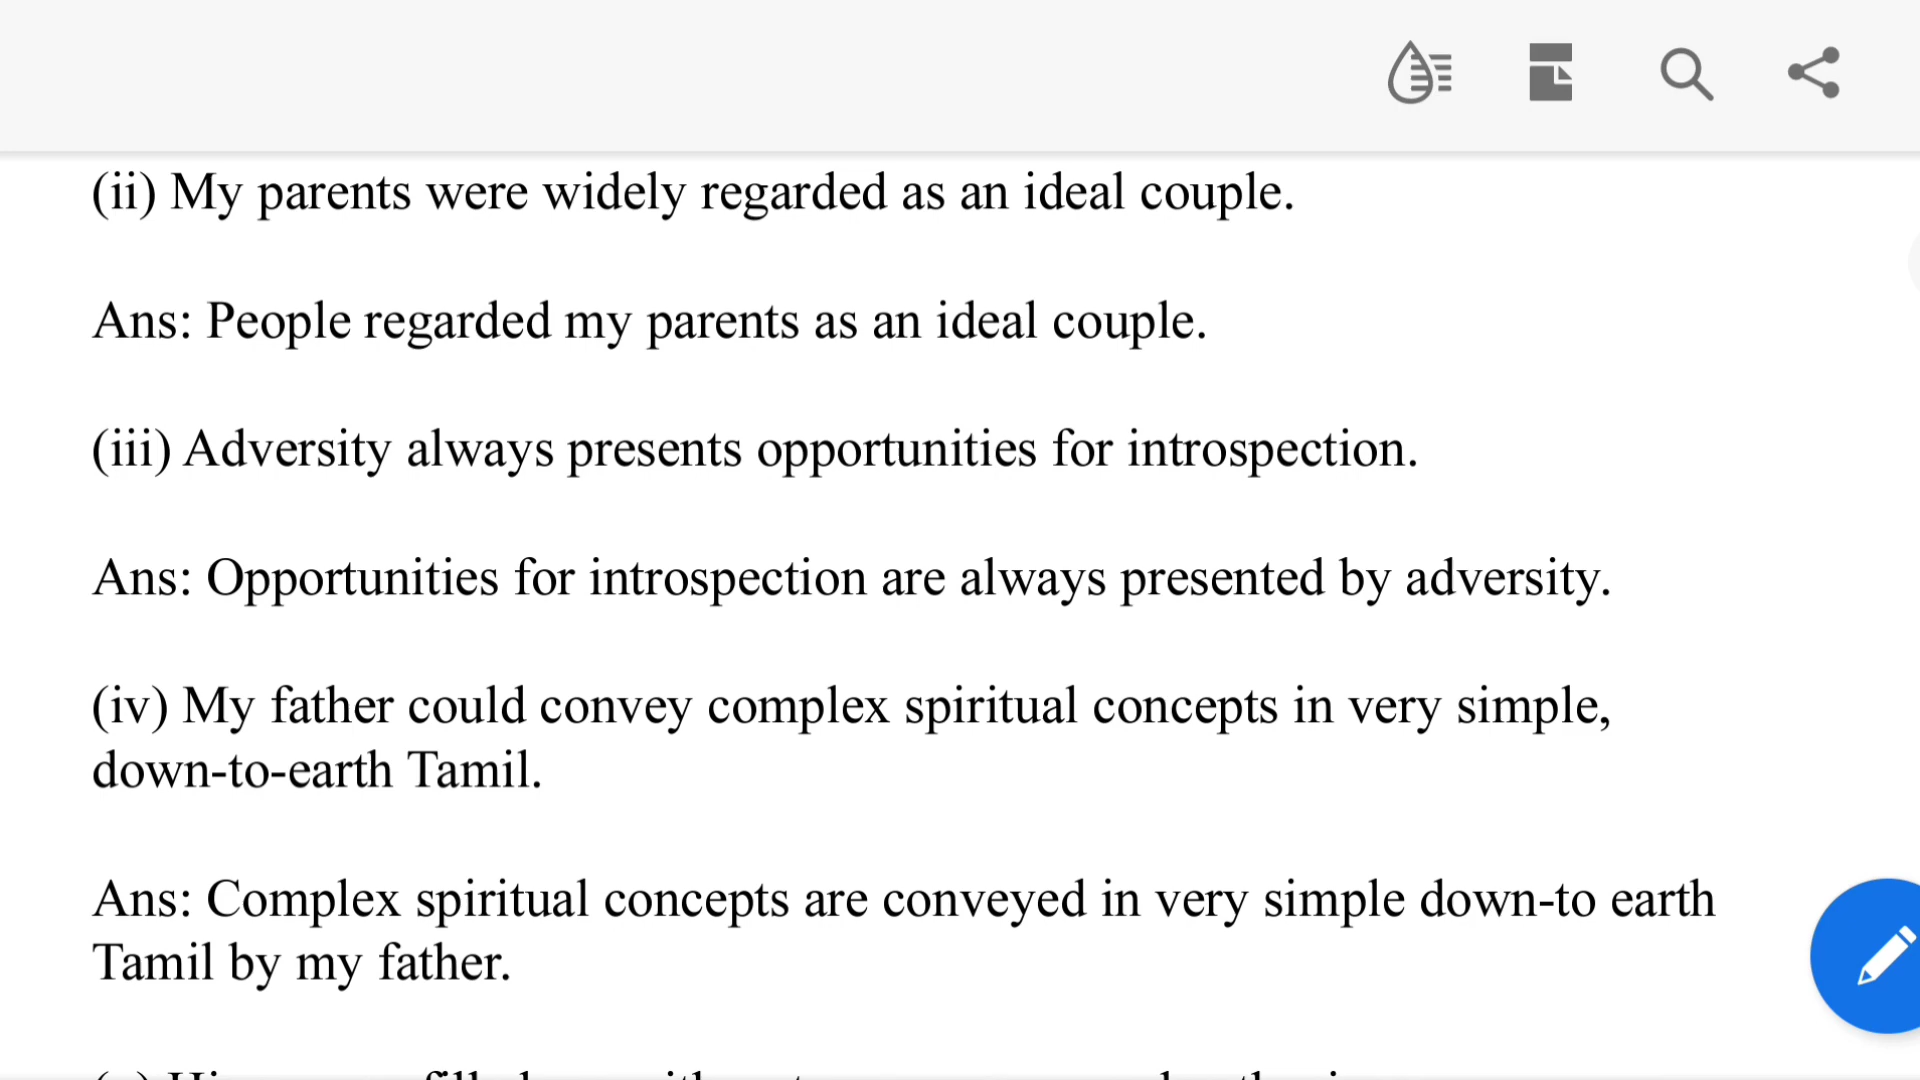 (ii) My parents were widely regarded as an ideal couple.
Ans: People regarded my parents as an ideal couple.
(iii) Adversity always presents opportunities for introspection.
Ans: Opportunities for introspection are always presented by adversity.
(iv) My father could convey complex spiritual concepts in very simple,
down-to-earth Tamil.
Ans: Complex spiritual concepts are conveyed in very simple down-to earth
Tamil by my father.